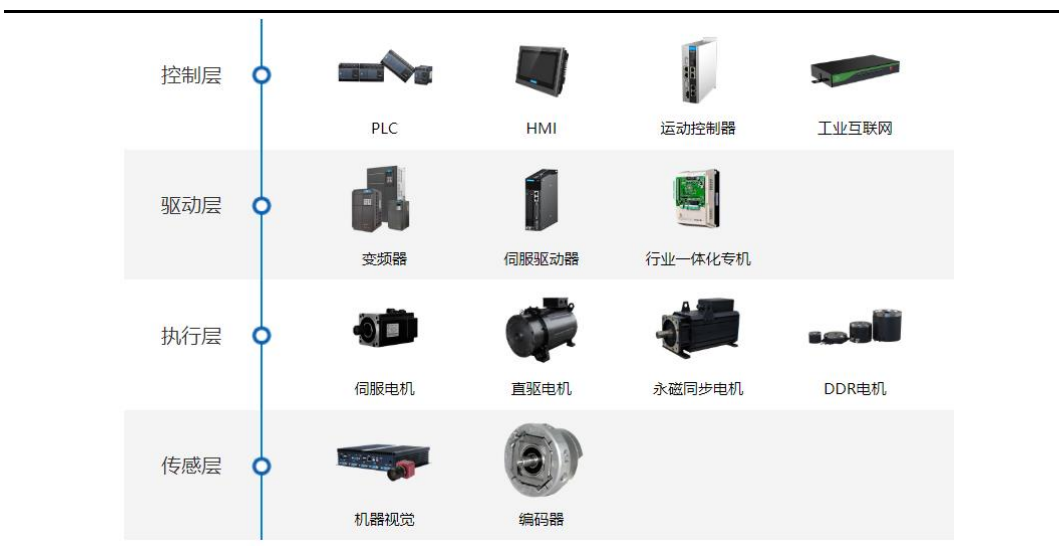 控制层
PLC
HMI
运动控制器
工业互联网
驱动层
变频器
伺服驱动器
行业一体化专机
执行层
伺服电机
直驱电机
永磁同步电机
DDR电机
传感层
机器视觉
编码器